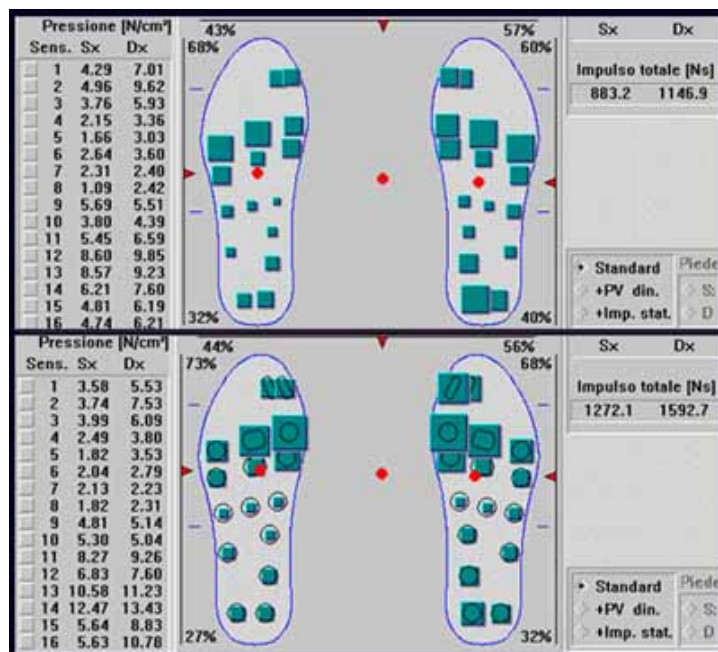 Pressione [N/cm²]
Sens. Sx Dx
1 4.29 7.01
2 4.96 9.62
3 3.76 5.93
4 2.15 3.36
5 1.66 3.03
6 2.64 3.60
7 2.31 2.40
8 1.09 2.42
9 5.69 5.51
10 3.80 4.39
11 5.45 6.59
12 8.60 9.85
13 8.57 9.23
14 6.21 7.60
15 4.81 6.19
16 4.74 6.21
43% 57%
68% 60%
32% 40%
Sx Dx
Impulso totale [Ns]
883.2 1146.9
Standard Piede
+PV din. S:
+Imp. stat. D
Pressione [N/cm²]
Sens. Sx Dx
1 3.58 5.53
2 3.74 7.53
3 3.99 6.09
4 2.49 3.80
5 1.82 3.53
6 2.04 2.79
7 2.13 2.23
8 1.82 2.31
9 4.81 5.14
10 5.30 5.04
11 8.27 9.26
12 6.83 7.60
13 10.58 11.23
14 12.47 13.43
15 5.64 8.83
16 5.63 10.78
44% 56%
73% 68%
27% 32%
Sx Dx
Impulso totale [Ns]
1272.1 1592.7
Standard Piede
+PV din. S:
+Imp. stat. D